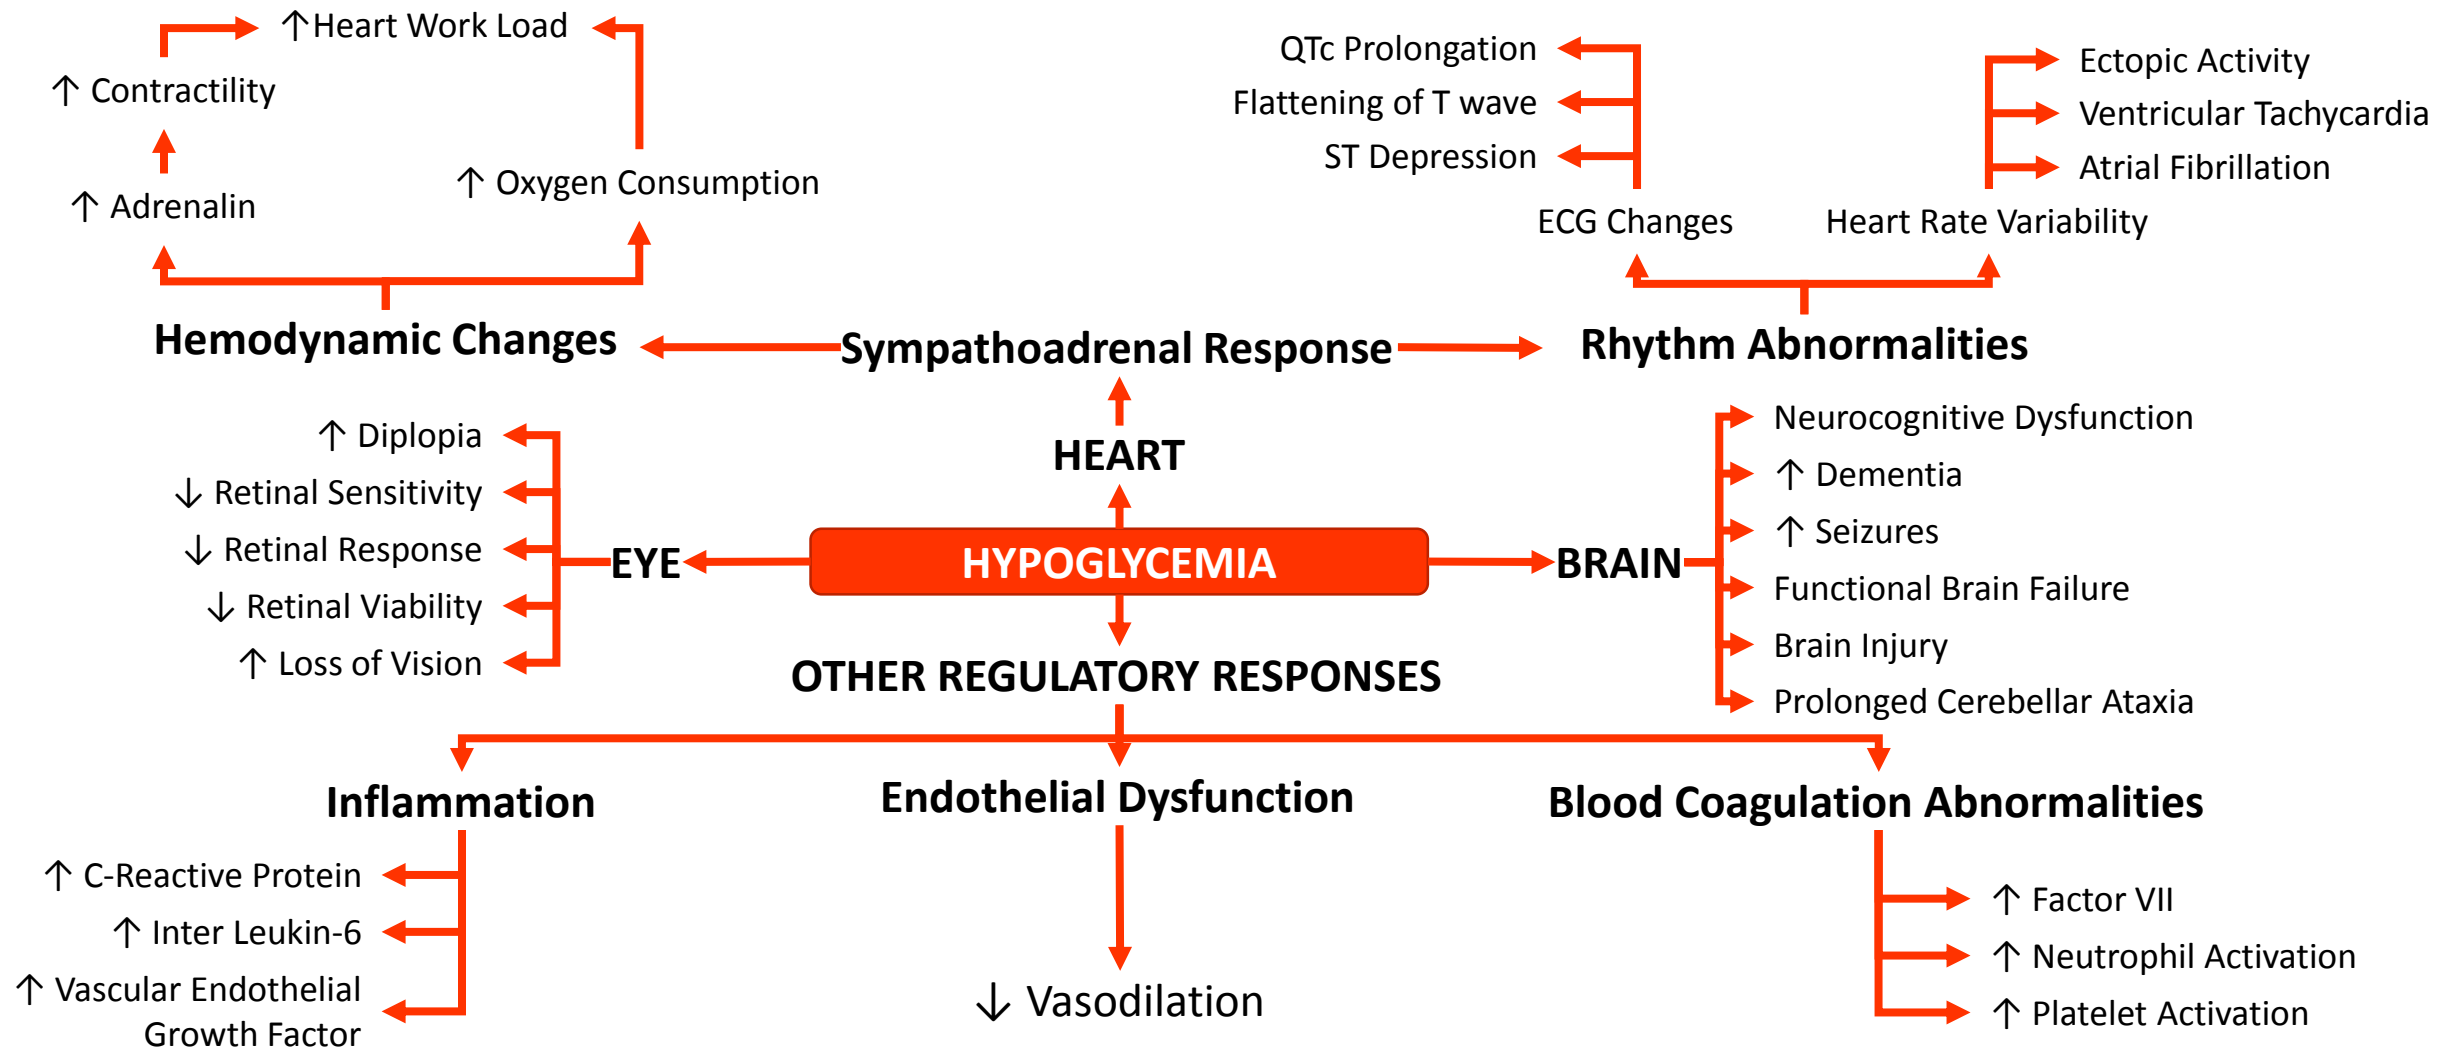 ↑Heart Work Load
↑ Contractility
↑ Adrenalin
↑ Oxygen Consumption
Hemodynamic Changes
QTc Prolongation
Flattening of T wave
ST Depression
ECG Changes
Ectopic Activity
Ventricular Tachycardia
Atrial Fibrillation
Heart Rate Variability
Rhythm Abnormalities
Sympathoadrenal Response
HEART
↑ Diplopia
↓ Retinal Sensitivity
↓ Retinal Response
↓ Retinal Viability
↑ Loss of Vision
EYE
HYPOGLYCEMIA
BRAIN
Neurocognitive Dysfunction
↑ Dementia
↑ Seizures
Functional Brain Failure
Brain Injury
Prolonged Cerebellar Ataxia
OTHER REGULATORY RESPONSES
Inflammation
↑ C-Reactive Protein
↑ Inter Leukin-6
↑ Vascular Endothelial
Growth Factor
Endothelial Dysfunction
↓ Vasodilation
Blood Coagulation Abnormalities
↑ Factor VII
↑ Neutrophil Activation
↑ Platelet Activation